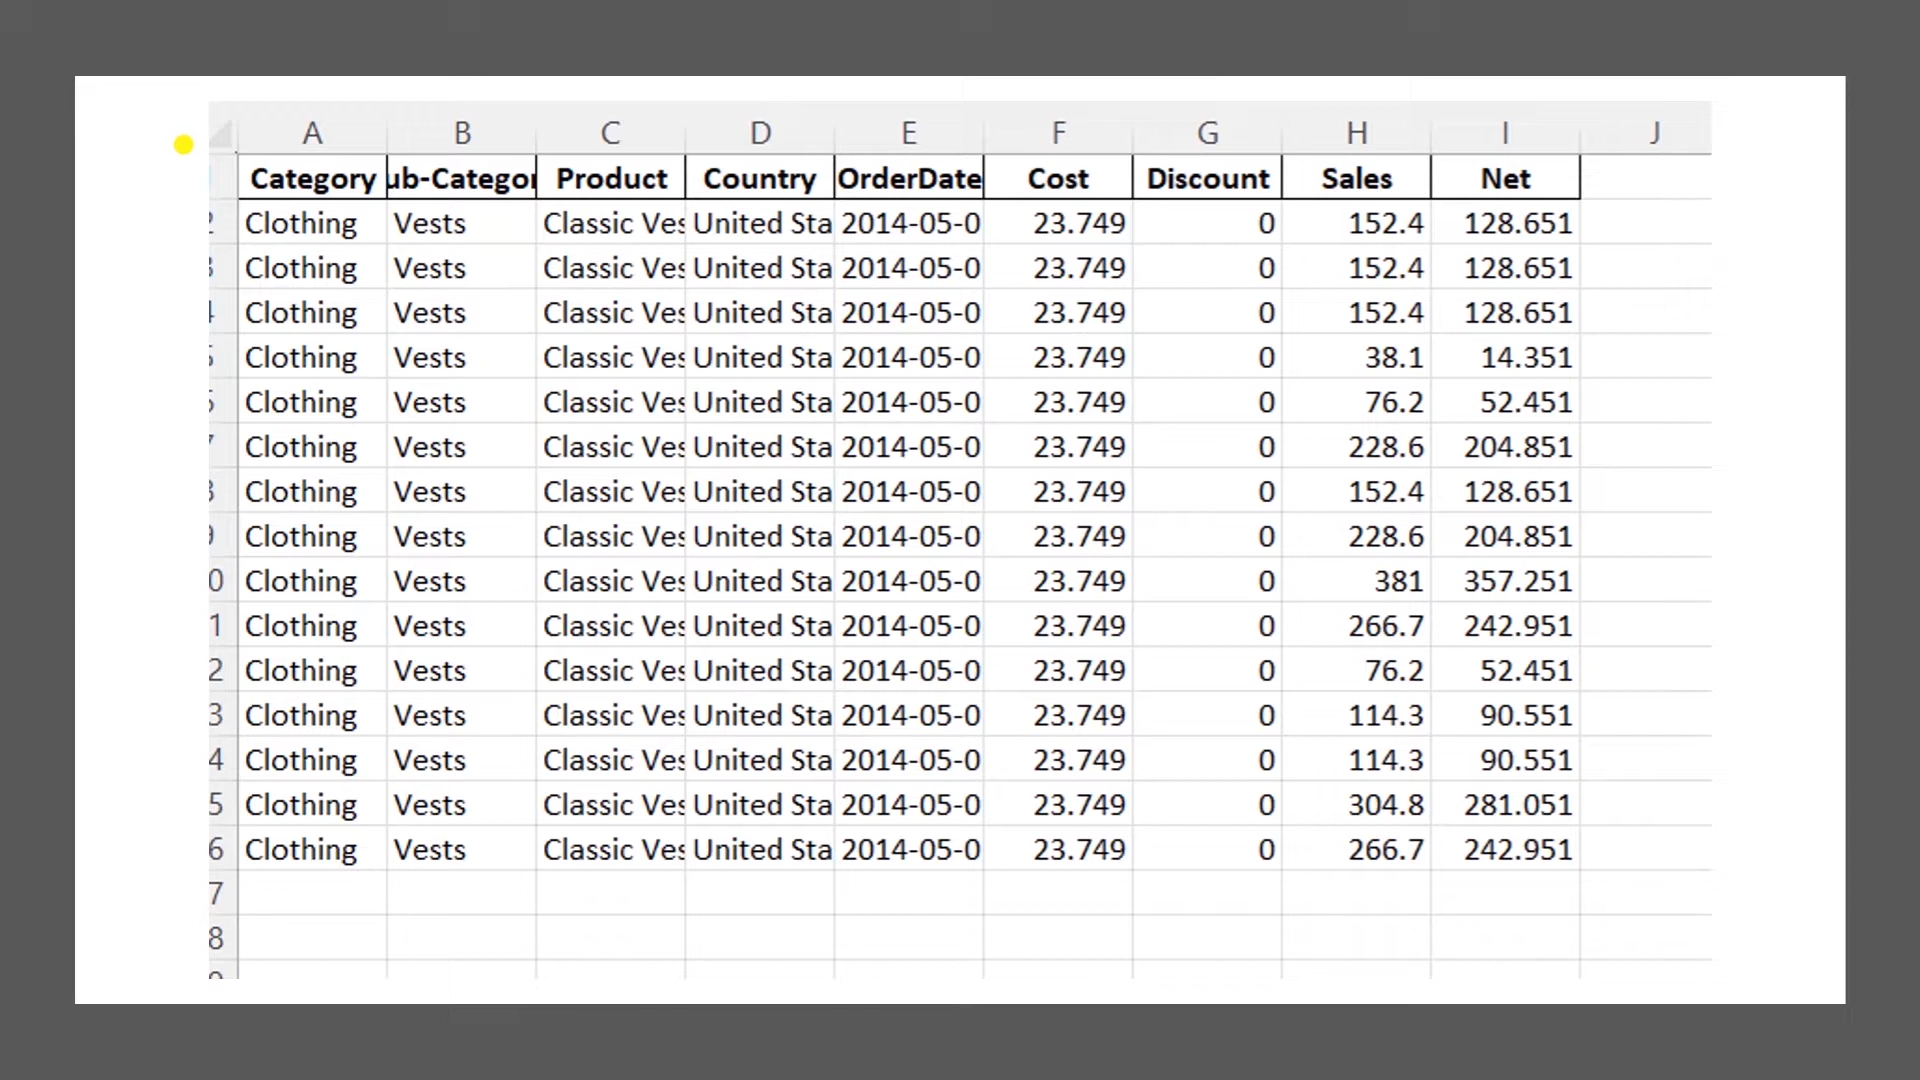 A B C D E F G H I J
Category ub-Categor Product Country OrderDate Cost Discount Sales Net
2 Clothing Vests Classic Ves United Sta 2014-05-0 23.749 0 152.4 128.651
3 Clothing Vests Classic Ves United Sta 2014-05-0 23.749 0 152.4 128.651
4 Clothing Vests Classic Ves United Sta 2014-05-0 23.749 0 152.4 128.651
5 Clothing Vests Classic Ves United Sta 2014-05-0 23.749 0 38.1 14.351
6 Clothing Vests Classic Ves United Sta 2014-05-0 23.749 0 76.2 52.451
7 Clothing Vests Classic Ves United Sta 2014-05-0 23.749 0 228.6 204.851
8 Clothing Vests Classic Ves United Sta 2014-05-0 23.749 0 152.4 128.651
9 Clothing Vests Classic Ves United Sta 2014-05-0 23.749 0 228.6 204.851
0 Clothing Vests Classic Ves United Sta 2014-05-0 23.749 0 381 357.251
1 Clothing Vests Classic Ves United Sta 2014-05-0 23.749 0 266.7 242.951
2 Clothing Vests Classic Ves United Sta 2014-05-0 23.749 0 76.2 52.451
3 Clothing Vests Classic Ves United Sta 2014-05-0 23.749 0 114.3 90.551
4 Clothing Vests Classic Ves United Sta 2014-05-0 23.749 0 114.3 90.551
5 Clothing Vests Classic Ves United Sta 2014-05-0 23.749 0 304.8 281.051
6 Clothing Vests Classic Ves United Sta 2014-05-0 23.749 0 266.7 242.951
7
8